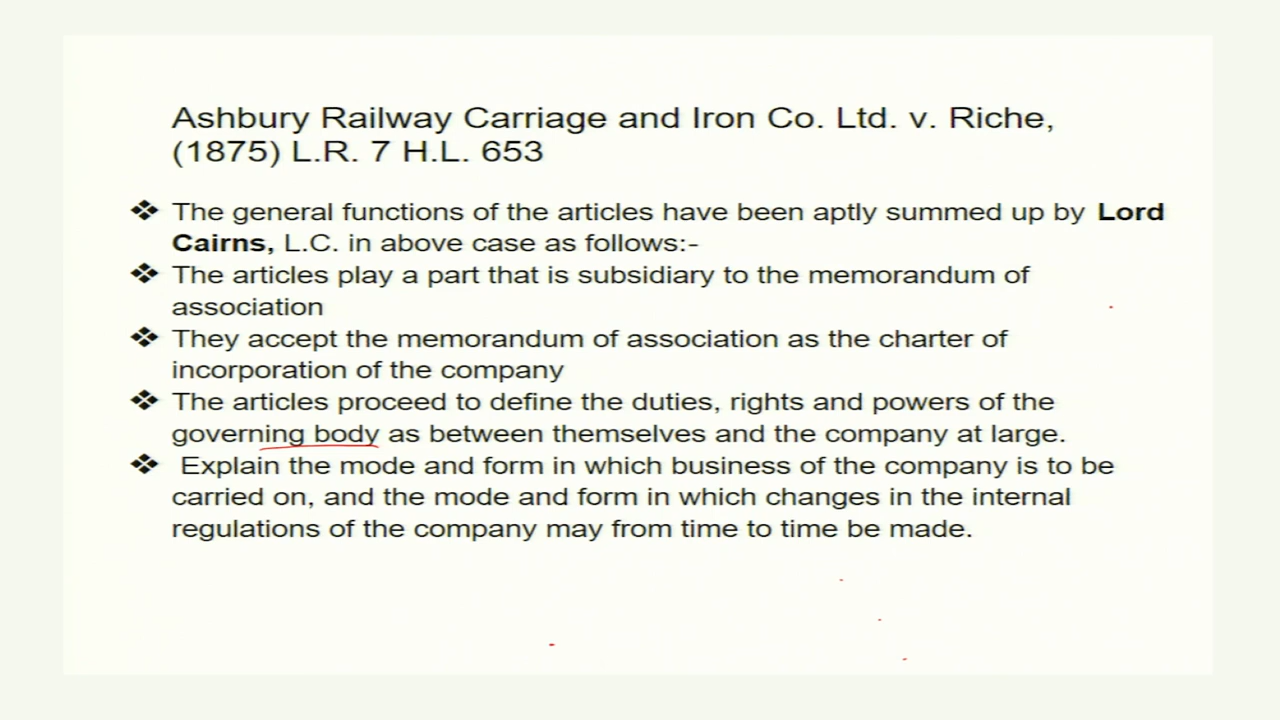 Ashbury Railway Carriage and Iron Co. Ltd. v. Riche,
(1875) L.R. 7 H.L. 653
❖ The general functions of the articles have been aptly summed up by Lord
Cairns, L.C. in above case as follows:-
❖ The articles play a part that is subsidiary to the memorandum of
association
❖ They accept the memorandum of association as the charter of
incorporation of the company
❖ The articles proceed to define the duties, rights and powers of the
governing body as between themselves and the company at large.
❖ Explain the mode and form in which business of the company is to be
carried on, and the mode and form in which changes in the internal
regulations of the company may from time to time be made.